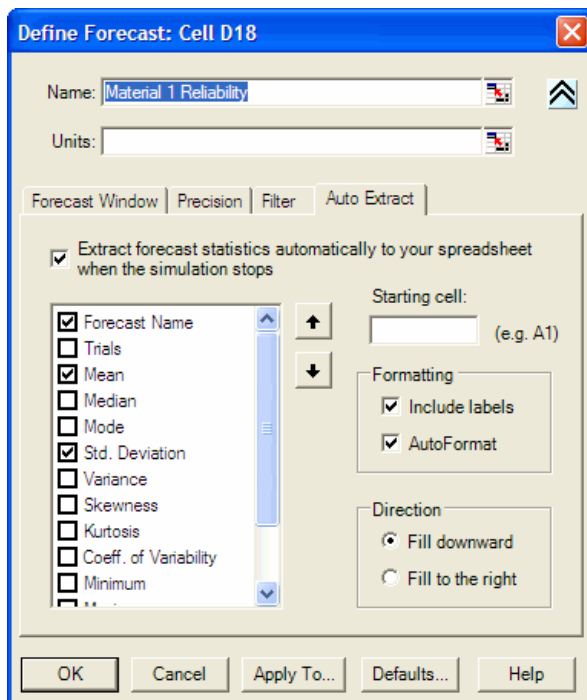 Define Forecast: Cell D18
Name: Material 1 Reliability
Units:
Forecast Window Precision Filter Auto Extract
Extract forecast statistics automatically to your spreadsheet
when the simulation stops
Forecast Name
Trials
Mean
Median
Mode
Std. Deviation
Variance
Skewness
Kurtosis
Coeff. of Variability
Minimum
Starting cell:
(e.g. A1)
Formatting
Include labels
AutoFormat
Direction
Fill downward
Fill to the right
OK Cancel Apply To... Defaults... Help